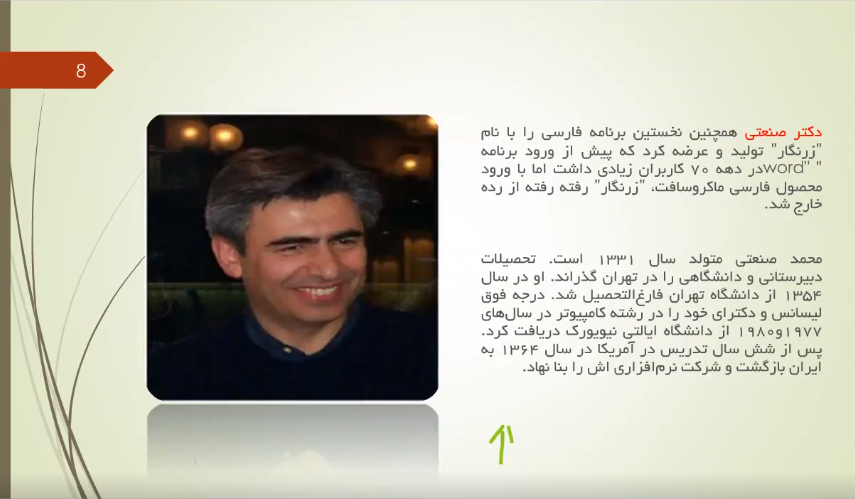 8
دکتر صنعتی همچنین نخستین برنامه فارسی را با نام
"زرنگار" تولید و عرضه کرد که پیش از ورود برنامه
" word"در دهه ۷۰ کاربران زیادی داشت اما با ورود
محصول فارسی ماکروسافت، "زرنگار" رفته رفته از رده
خارج شد.
محمد صنعتی متولد سال ۱۳۳۱ است. تحصیلات
دبیرستانی و دانشگاهی را در تهران گذراند. او در سال
۱۳۵۴ از دانشگاه تهران فارغ‌التحصیل شد. درجه فوق
لیسانس و دکترای خود را در رشته کامپیوتر در سال‌های
۱۹۷۷و۱۹۸۰ از دانشگاه ایالتی نیویورک دریافت کرد.
پس از شش سال تدریس در آمریکا در سال ۱۳۶۴ به
ایران بازگشت و شرکت نرم‌افزاری اش را بنا نهاد.